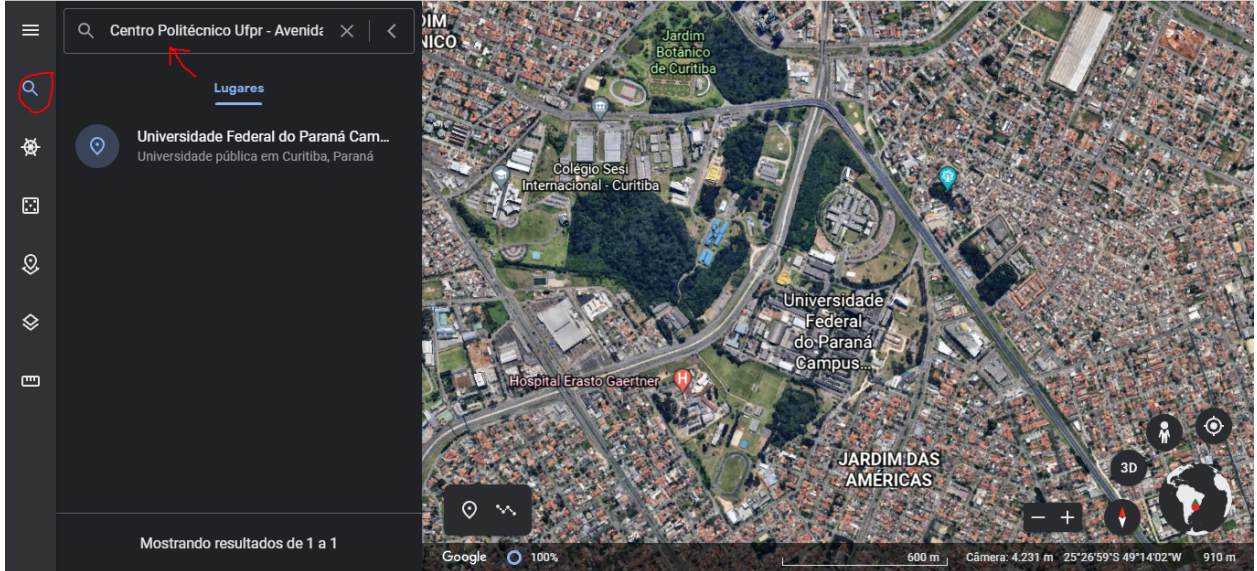 Centro Politécnico Ufpr - Avenida
Lugares
Universidade Federal do Paraná Cam...
Universidade pública em Curitiba, Paraná
Mostrando resultados de 1 a 1
IM
NICO
Jardim
Botânico
de Curitiba
Colégio Sesi
Internacional - Curitiba
Universidade
Federal
do Paraná
Campus...
Hospital Erasto Gaertner
H
JARDIM DAS
AMÉRICAS
3D
Google
100%
600 m
Câmera: 4.231 m 25°26'59"S 49°14'02"W 910 m